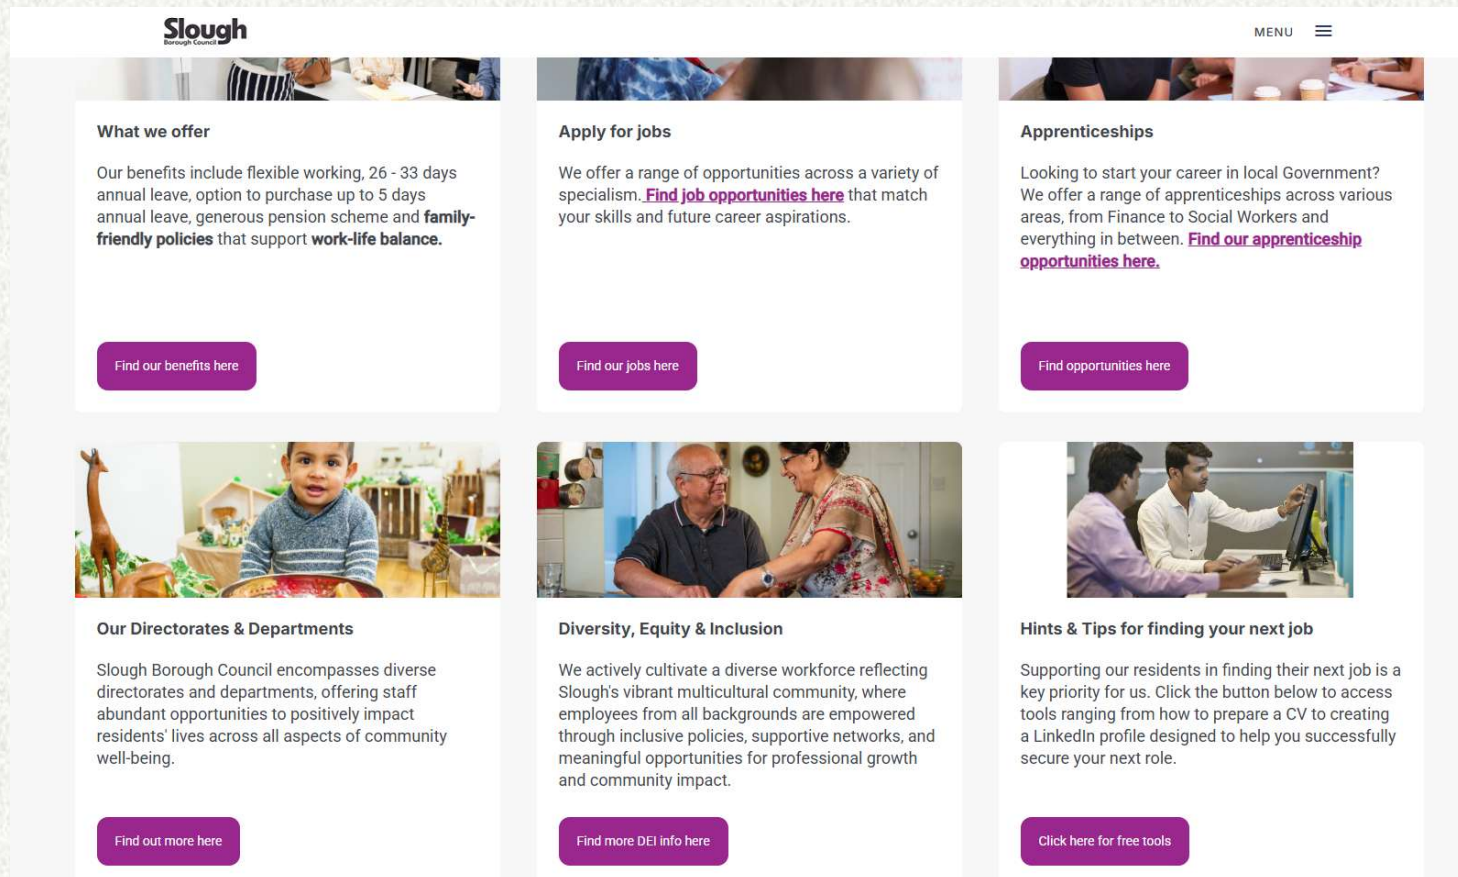 Slough
Borough Council
MENU
What we offer
Our benefits include flexible working, 26 - 33 days
annual leave, option to purchase up to 5 days
annual leave, generous pension scheme and family-
friendly policies that support work-life balance.
Find our benefits here
Apply for jobs
We offer a range of opportunities across a variety of
specialism. Find job opportunities here that match
your skills and future career aspirations.
Find our jobs here
Apprenticeships
Looking to start your career in local Government?
We offer a range of apprenticeships across various
areas, from Finance to Social Workers and
everything in between. Find our apprenticeship
opportunities here.
Find opportunities here
Our Directorates & Departments
Slough Borough Council encompasses diverse
directorates and departments, offering staff
abundant opportunities to positively impact
residents' lives across all aspects of community
well-being.
Find out more here
Diversity, Equity & Inclusion
We actively cultivate a diverse workforce reflecting
Slough's vibrant multicultural community, where
employees from all backgrounds are empowered
through inclusive policies, supportive networks, and
meaningful opportunities for professional growth
and community impact.
Find more DEI info here
Hints & Tips for finding your next job
Supporting our residents in finding their next job is a
key priority for us. Click the button below to access
tools ranging from how to prepare a CV to creating
a LinkedIn profile designed to help you successfully
secure your next role.
Click here for free tools